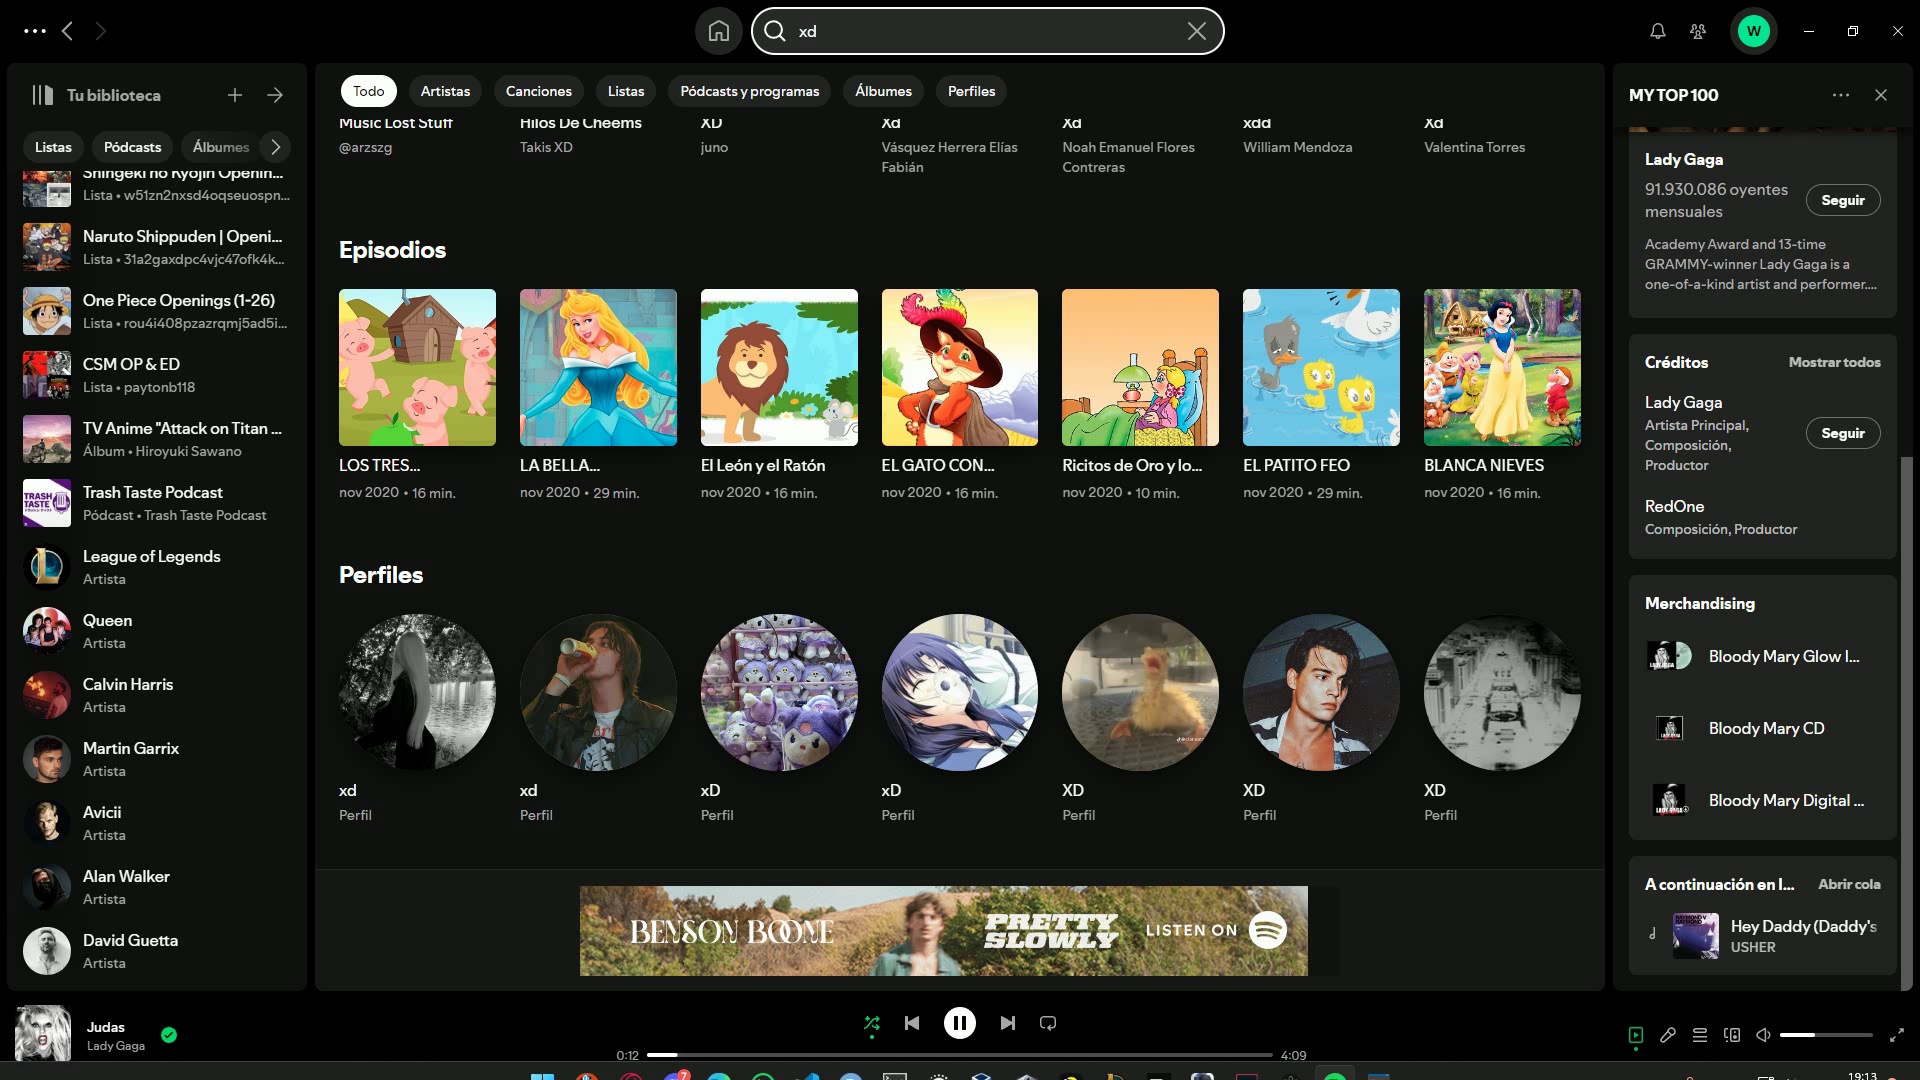 xd
W
Tu biblioteca
Listas
Pódcasts
Álbumes
Shingeki no Kyojin Openin...
Lista • w51zn2nxsd4oqseuospn...
Naruto Shippuden | Openi...
Lista • 31a2gaxdpc4vjc47ofk4k...
One Piece Openings (1-26)
Lista • rou4i408pzazrqmj5ad5i...
CSM OP & ED
Lista • paytonb118
TV Anime "Attack on Titan ...
Álbum • Hiroyuki Sawano
TRASH TASTE
Trash Taste Podcast
Pódcast • Trash Taste Podcast
League of Legends
Artista
Queen
Artista
Calvin Harris
Artista
Martin Garrix
Artista
Avicii
Artista
Alan Walker
Artista
David Guetta
Artista
Todo
Artistas
Canciones
Listas
Pódcasts y programas
Álbumes
Perfiles
Music Lost Stuff
@arzszg
Hilos De Cheems
Takis XD
XD
juno
Xd
Vásquez Herrera Elías
Fabián
Xd
Noah Emanuel Flores
Contreras
xdd
William Mendoza
Xd
Valentina Torres
Episodios
LOS TRES...
nov 2020 • 16 min.
LA BELLA...
nov 2020 • 29 min.
El León y el Ratón
nov 2020 • 16 min.
EL GATO CON...
nov 2020 • 16 min.
Ricitos de Oro y lo...
nov 2020 • 10 min.
EL PATITO FEO
nov 2020 • 29 min.
BLANCA NIEVES
nov 2020 • 16 min.
Perfiles
xd
Perfil
xd
Perfil
xD
Perfil
xD
Perfil
XD
Perfil
XD
Perfil
XD
Perfil
BENSON BOONE
PRETTY
SLOWLY
LISTEN ON
MY TOP 100
Lady Gaga
91.930.086 oyentes
mensuales
Seguir
Academy Award and 13-time
GRAMMY-winner Lady Gaga is a
one-of-a-kind artist and performer....
Créditos
Mostrar todos
Lady Gaga
Artista Principal,
Composición,
Productor
Seguir
RedOne
Composición, Productor
Merchandising
Bloody Mary Glow I...
Bloody Mary CD
Bloody Mary Digital ...
A continuación en l...
Abrir cola
Hey Daddy (Daddy's
USHER
Judas
Lady Gaga
0:12
4:09
7
19:13